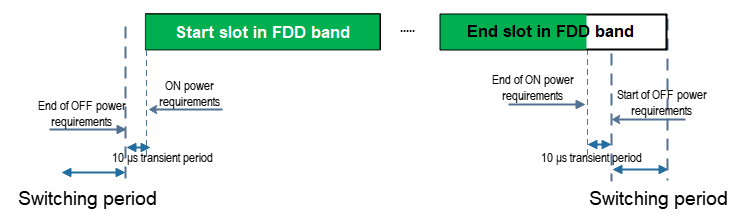 Start slot in FDD band
.....
End slot in FDD band
ON power
requirements
End of OFF power
requirements
10 µs transient period
Switching period
End of ON power
requirements
Start of OFF power
requirements
10 µs transient period
Switching period